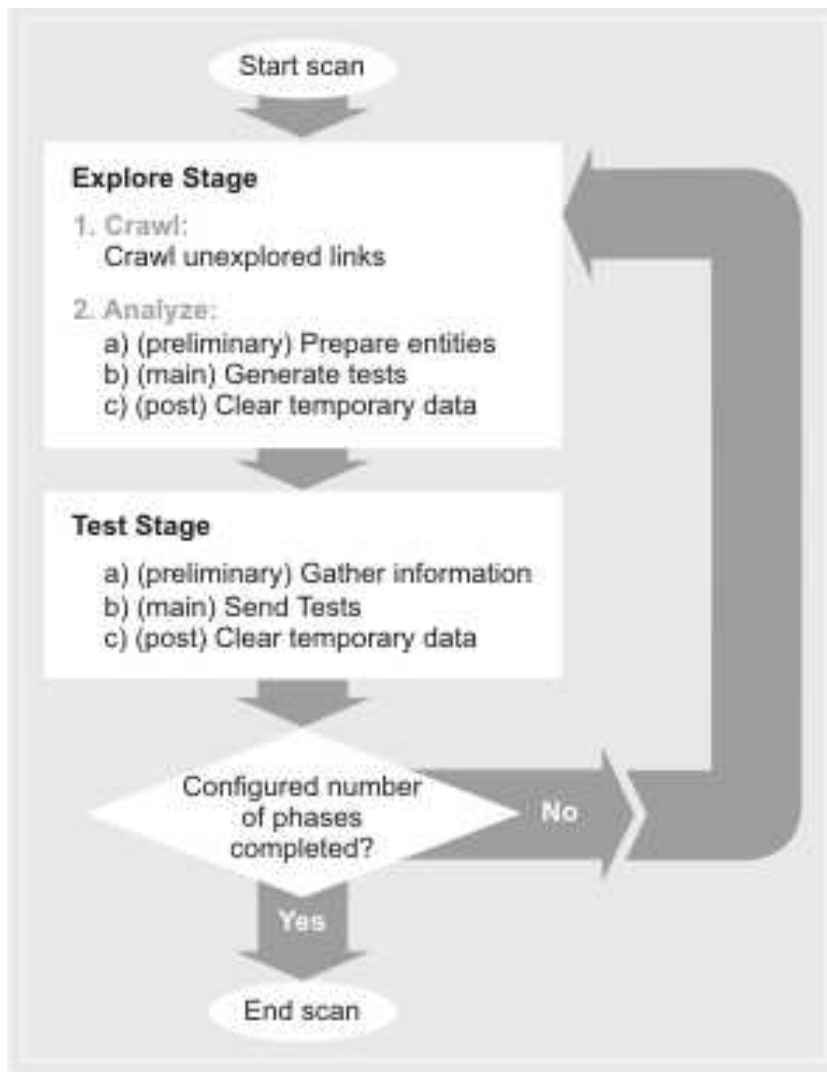 Start scan
Explore Stage
1. Crawl:
Crawl unexplored links
2. Analyze:
a) (preliminary) Prepare entities
b) (main) Generate tests
c) (post) Clear temporary data
Test Stage
a) (preliminary) Gather information
b) (main) Send Tests
c) (post) Clear temporary data
Configured number
of phases
completed?
No
Yes
End scan